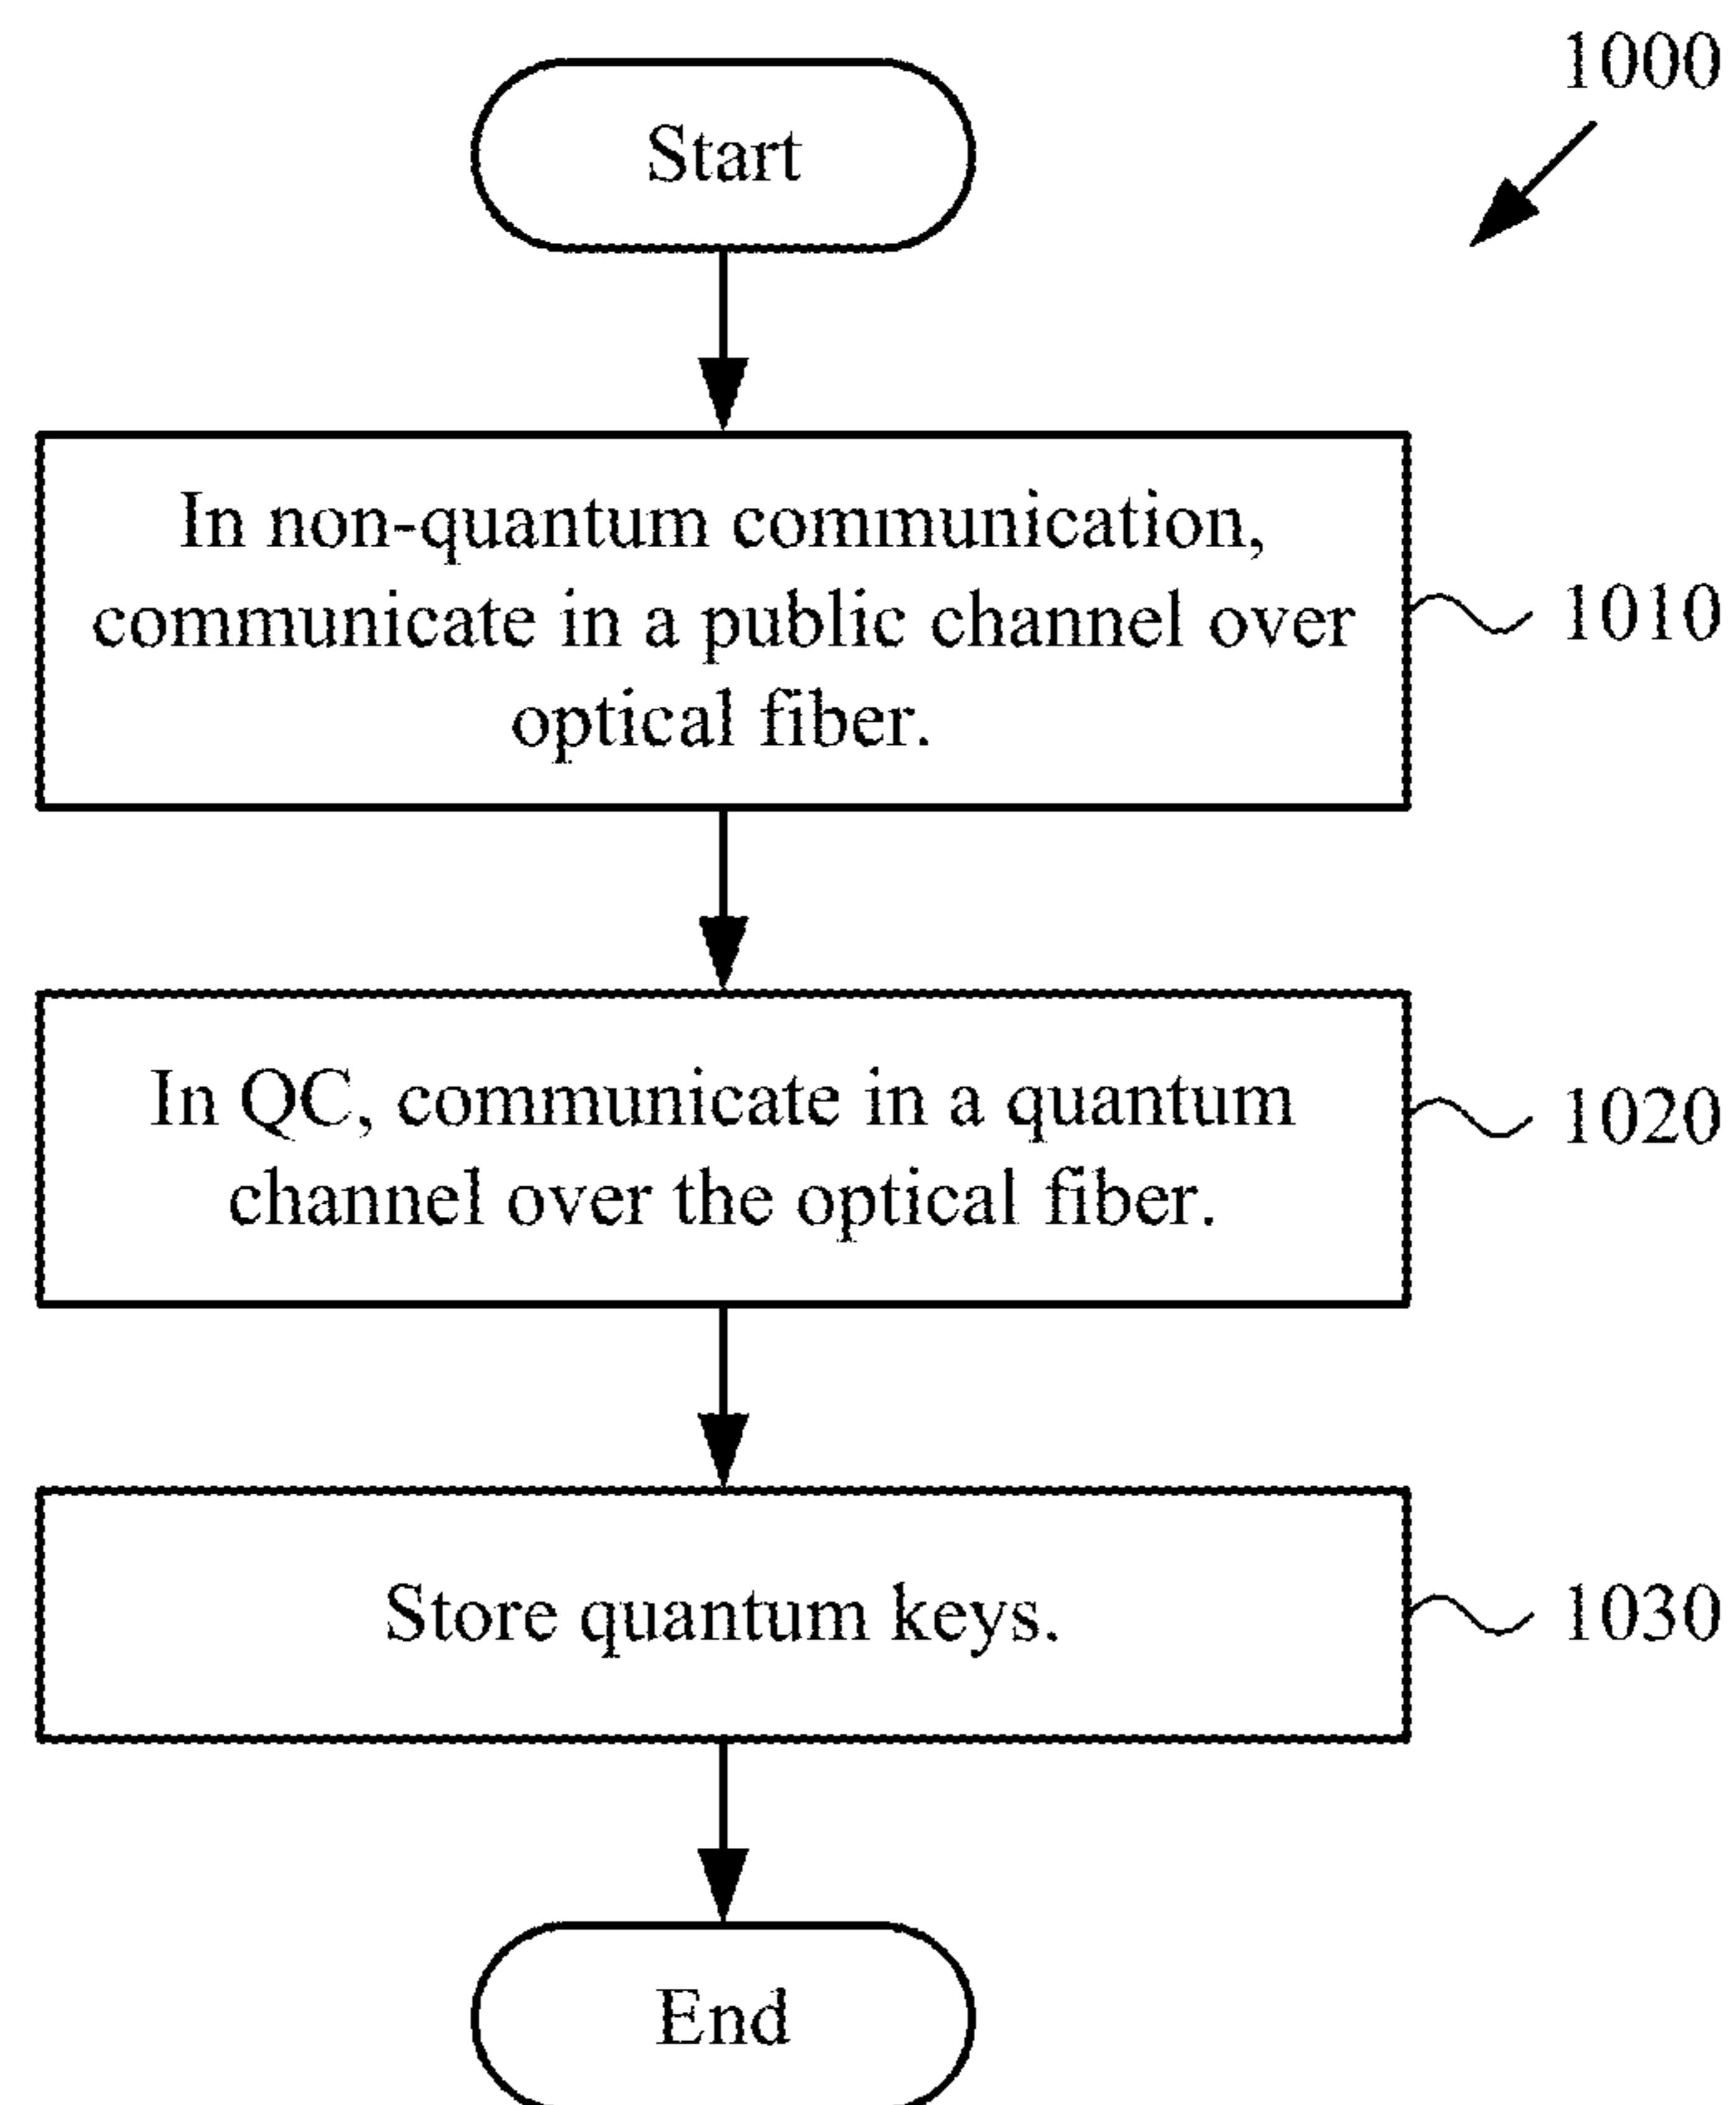 1000
Start
In non-quantum communication,
communicate in a public channel over
optical fiber.
1010
In QC, communicate in a quantum
channel over the optical fiber.
1020
Store quantum keys.
1030
End